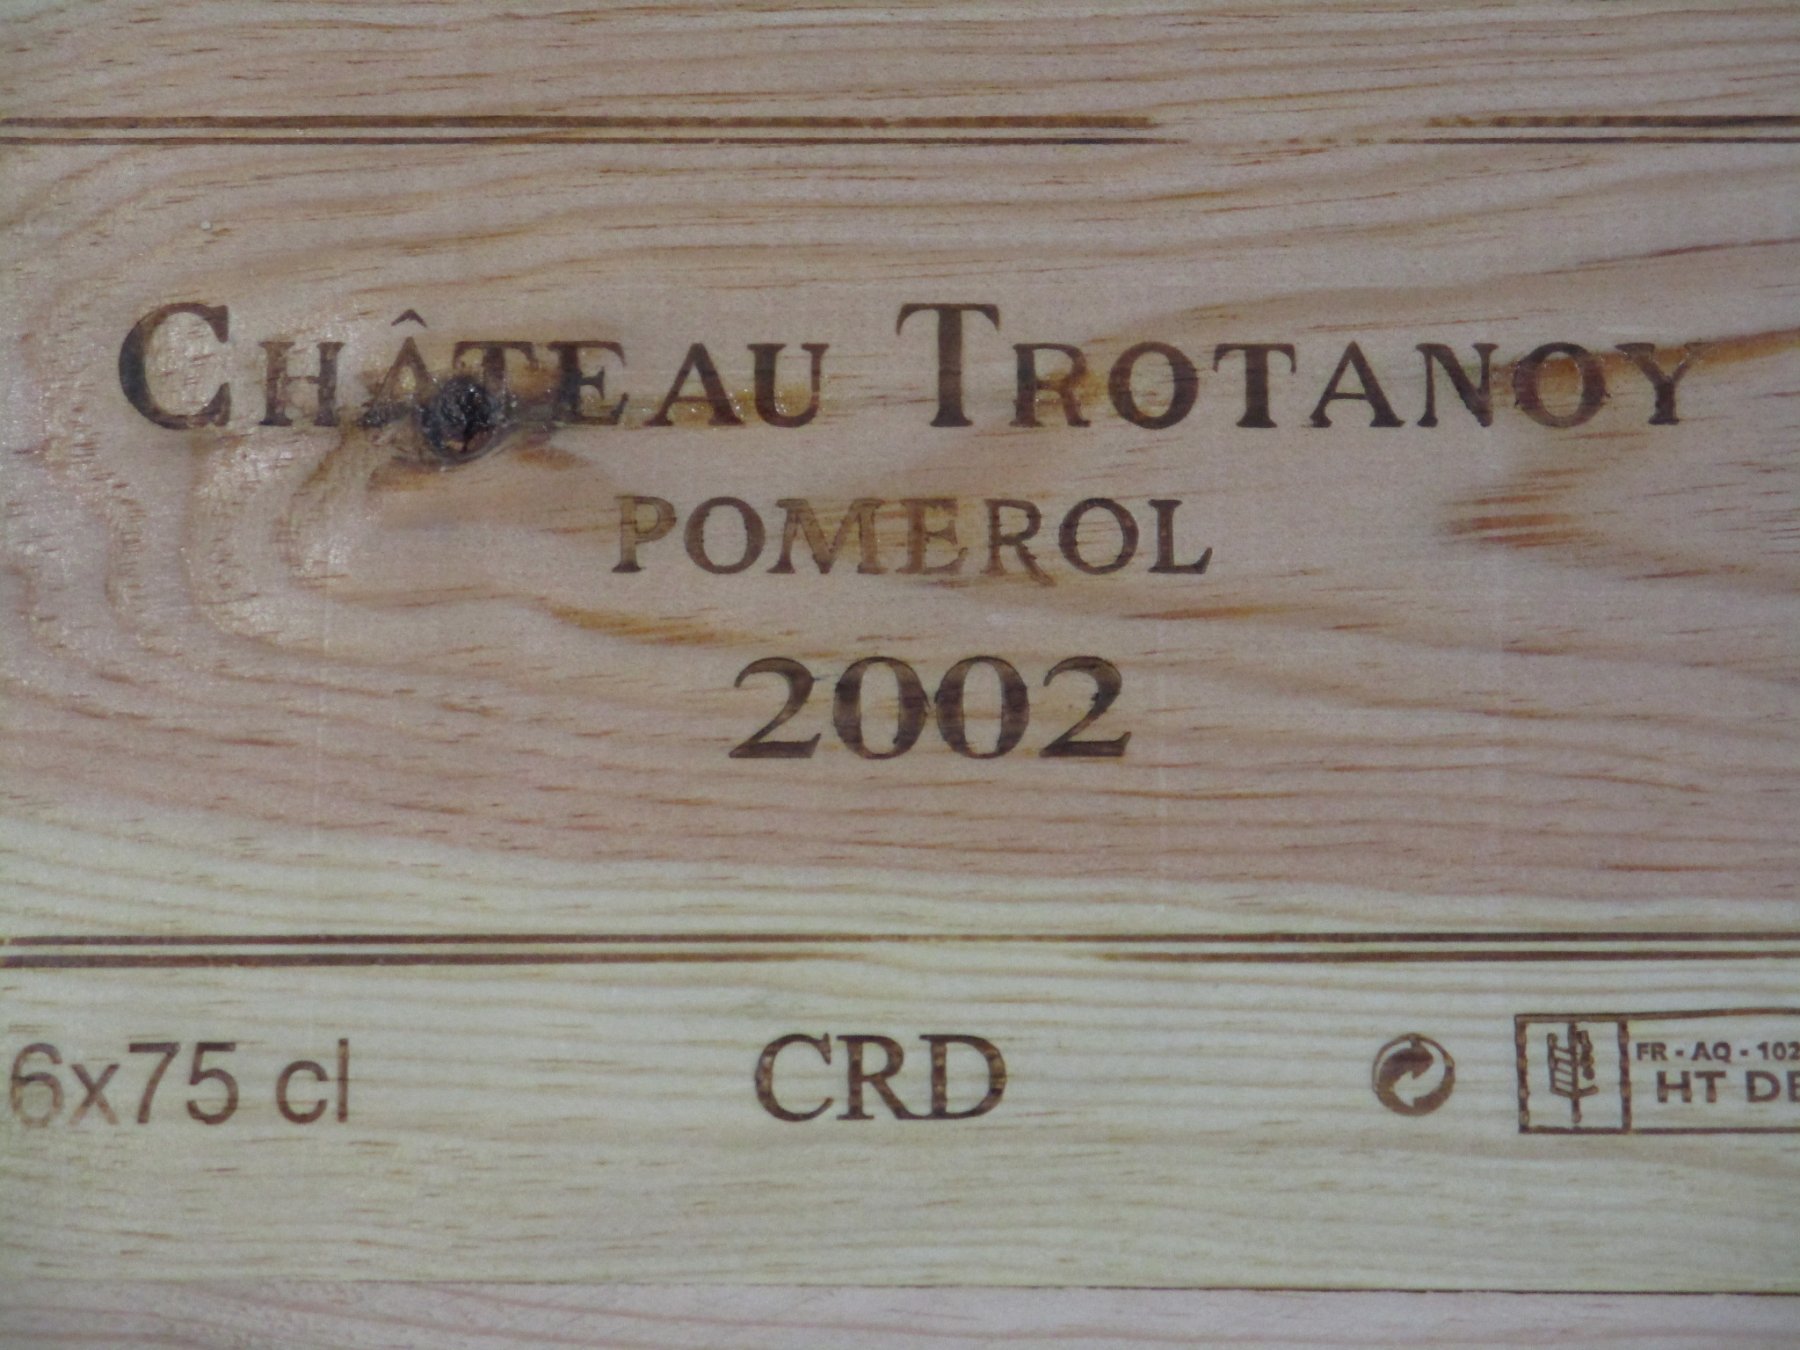 CHÂTEAU TROTANOY
POMEROL
2002
6x75 cl
CRD
FR - AQ - 102
HT DE